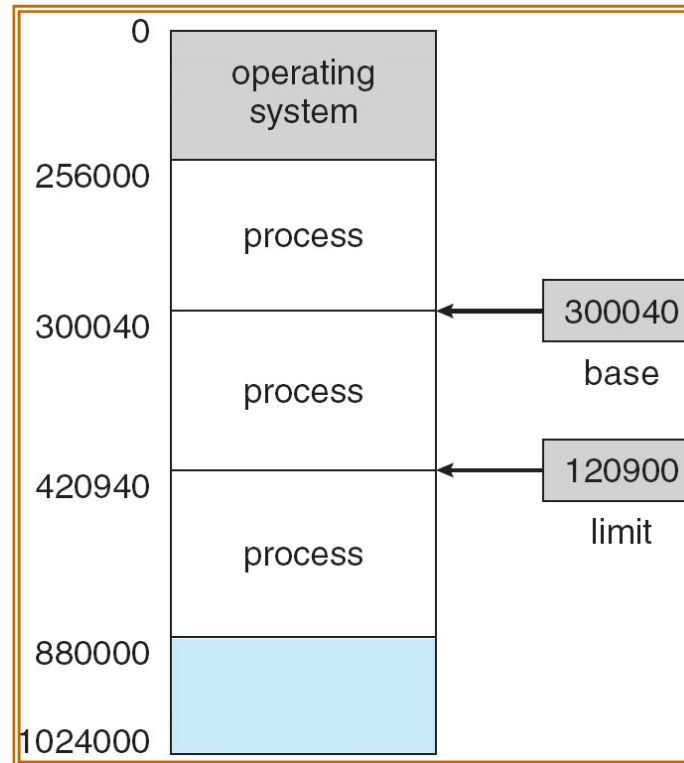 0
operating
system
256000
process
300040
300040
base
process
120900
420940
limit
process
880000
1024000